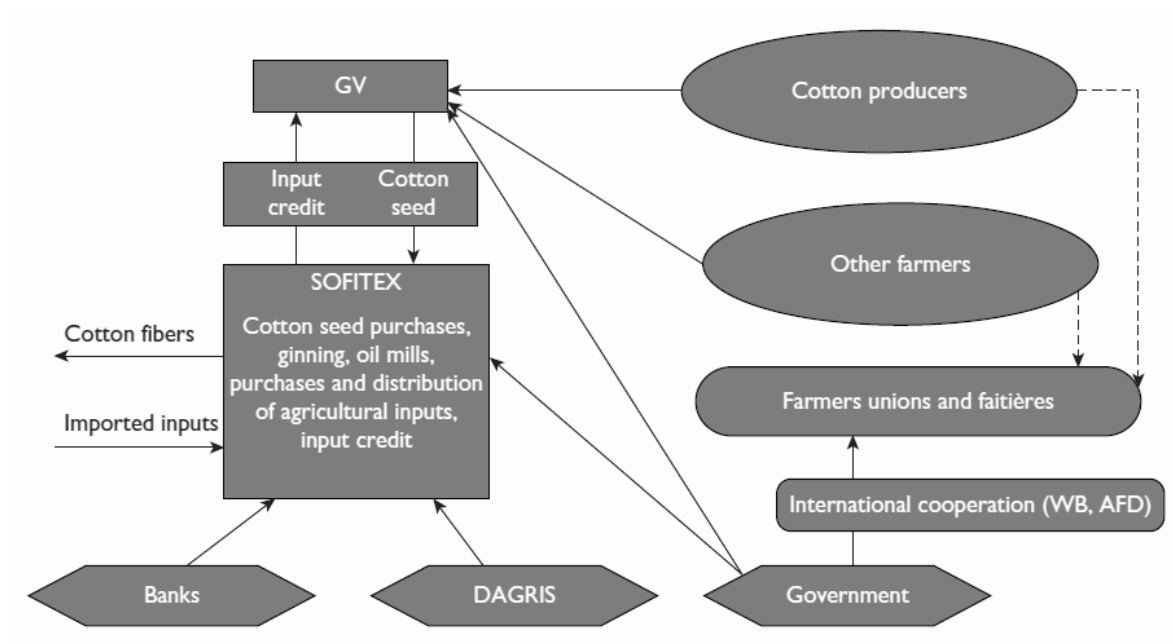 GV
Cotton producers
Input
credit
Cotton
seed
Other farmers
SOFITEX
Cotton seed purchases,
ginning, oil mills,
purchases and distribution
of agricultural inputs,
input credit
Cotton fibers
Imported inputs
Farmers unions and faitières
International cooperation (WB, AFD)
Banks
DAGRIS
Government